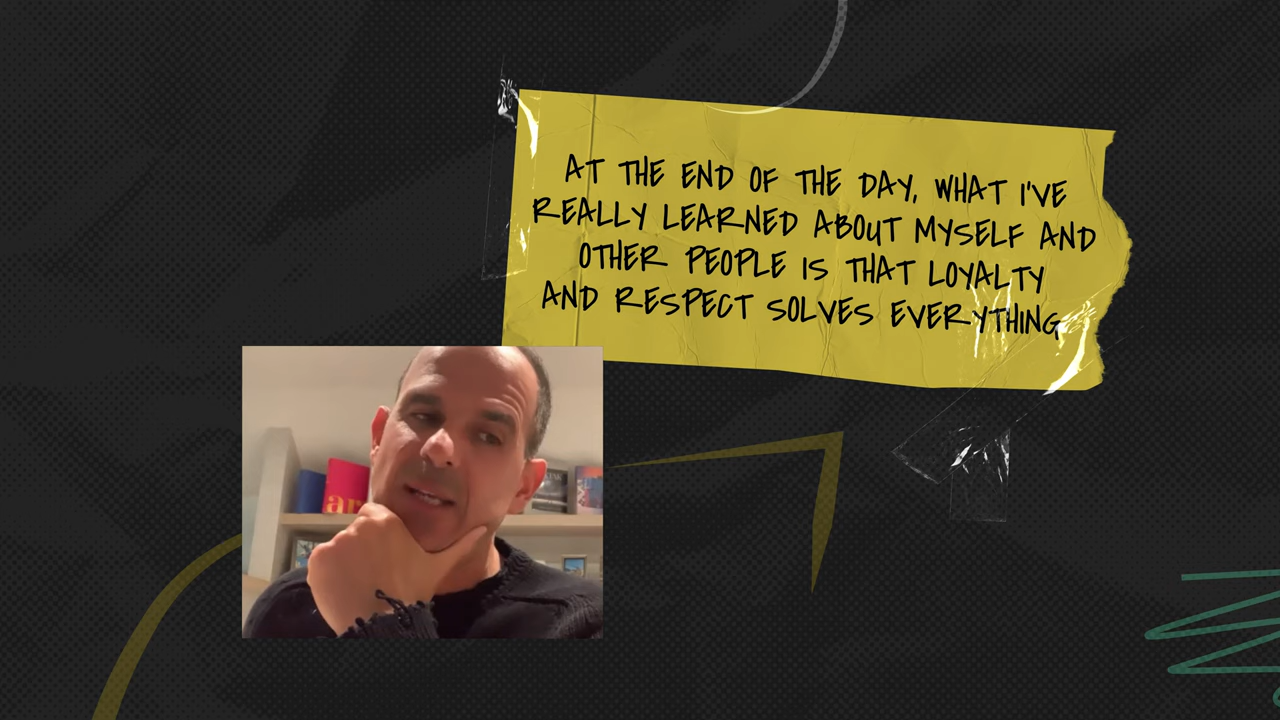 AT THE END OF THE DAY, WHAT I'VE
REALLY LEARNED ABOUT MYSELF AND
OTHER PEOPLE IS THAT LOYALTY
AND RESPECT SOLVES EVERYTHING